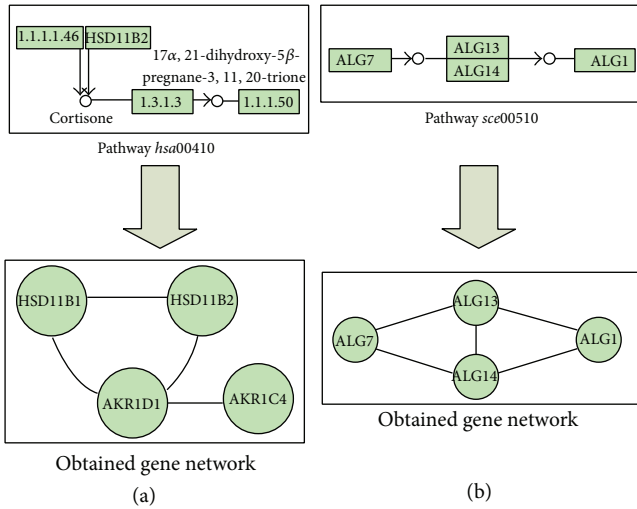 1.1.1.1.46 HSD11B2
17α, 21-dihydroxy-5β-
pregnane-3, 11, 20-trione
Cortisone
1.3.1.3
1.1.1.50
Pathway hsa00410
HSD11B1
HSD11B2
AKR1D1
AKR1C4
Obtained gene network
(a)
ALG7
ALG13
ALG14
ALG1
Pathway sce00510
ALG13
ALG7
ALG1
ALG14
Obtained gene network
(b)